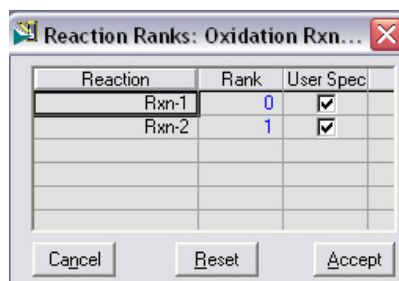 Reaction Ranks: Oxidation Rxn...
Reaction Rank User Spec
Rxn-1 0
Rxn-2 1
Cancel Reset Accept